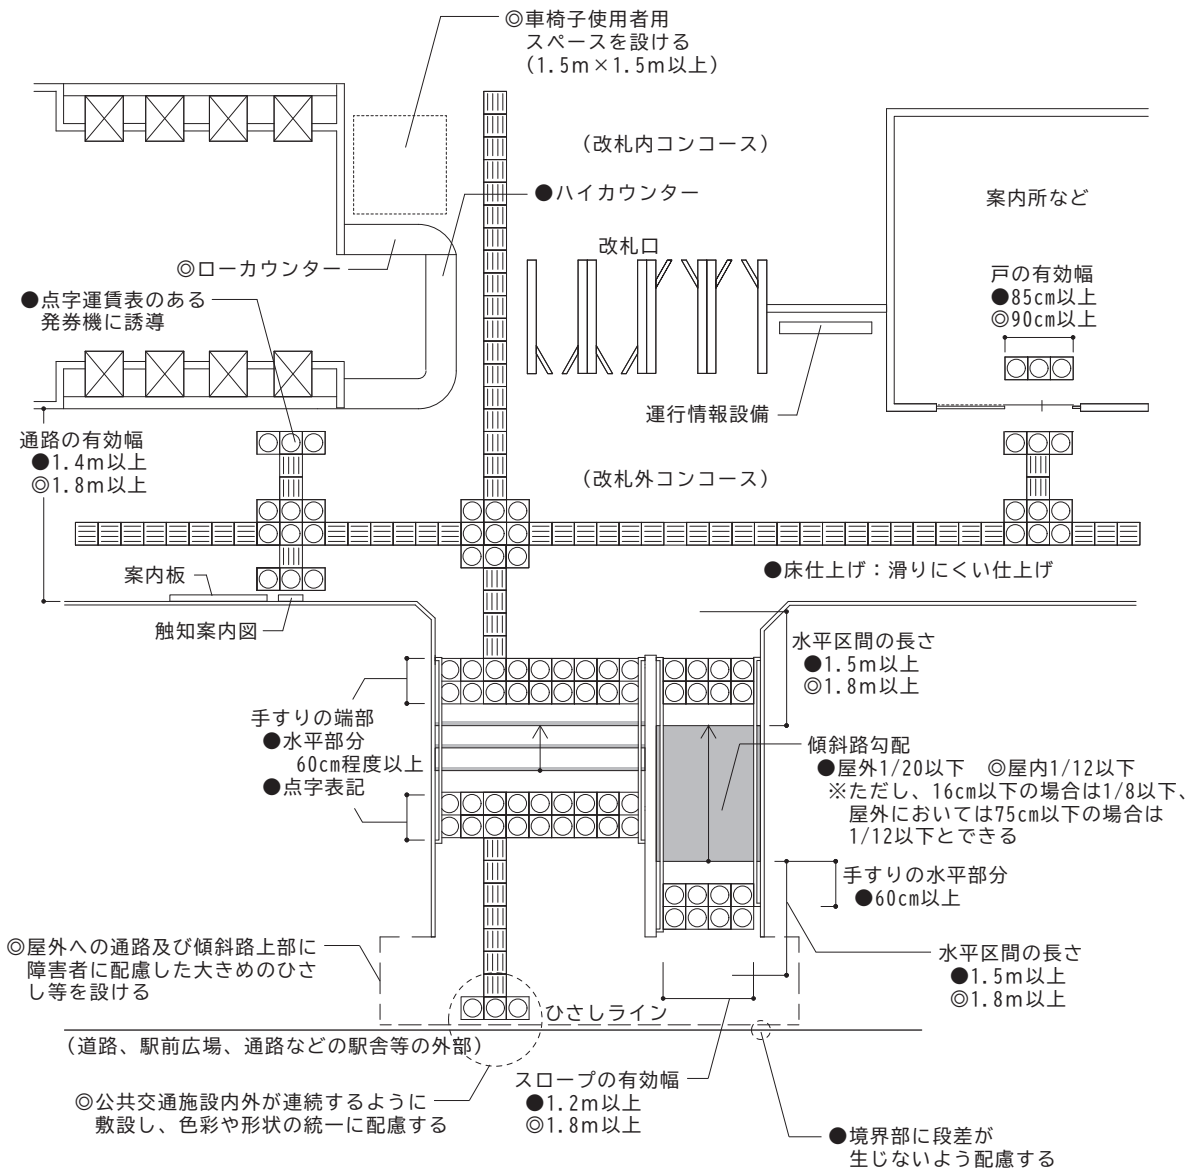 ◎車椅子使用者用
スペースを設ける
(1.5m×1.5m以上)
(改札内コンコース)
●ハイカウンター
案内所など
改札口
◎ローカウンター
戸の有効幅
●85cm以上
◎90cm以上
●点字運賃表のある
発券機に誘導
運行情報設備
通路の有効幅
●1.4m以上
◎1.8m以上
(改札外コンコース)
案内板
●床仕上げ：滑りにくい仕上げ
触知案内図
水平区間の長さ
●1.5m以上
◎1.8m以上
手すりの端部
●水平部分
60cm程度以上
●点字表記
傾斜路勾配
●屋外1/20以下　◎屋内1/12以下
※ただし、16cm以下の場合は1/8以下、
屋外においては75cm以下の場合は
1/12以下とできる
手すりの水平部分
●60cm以上
◎屋外への通路及び傾斜路上部に
障害者に配慮した大きめのひさ
し等を設ける
水平区間の長さ
●1.5m以上
◎1.8m以上
ひさしライン
(道路、駅前広場、通路などの駅舎等の外部)
スロープの有効幅
●1.2m以上
◎1.8m以上
◎公共交通施設内外が連続するように
敷設し、色彩や形状の統一に配慮する
●境界部に段差が
生じないよう配慮する